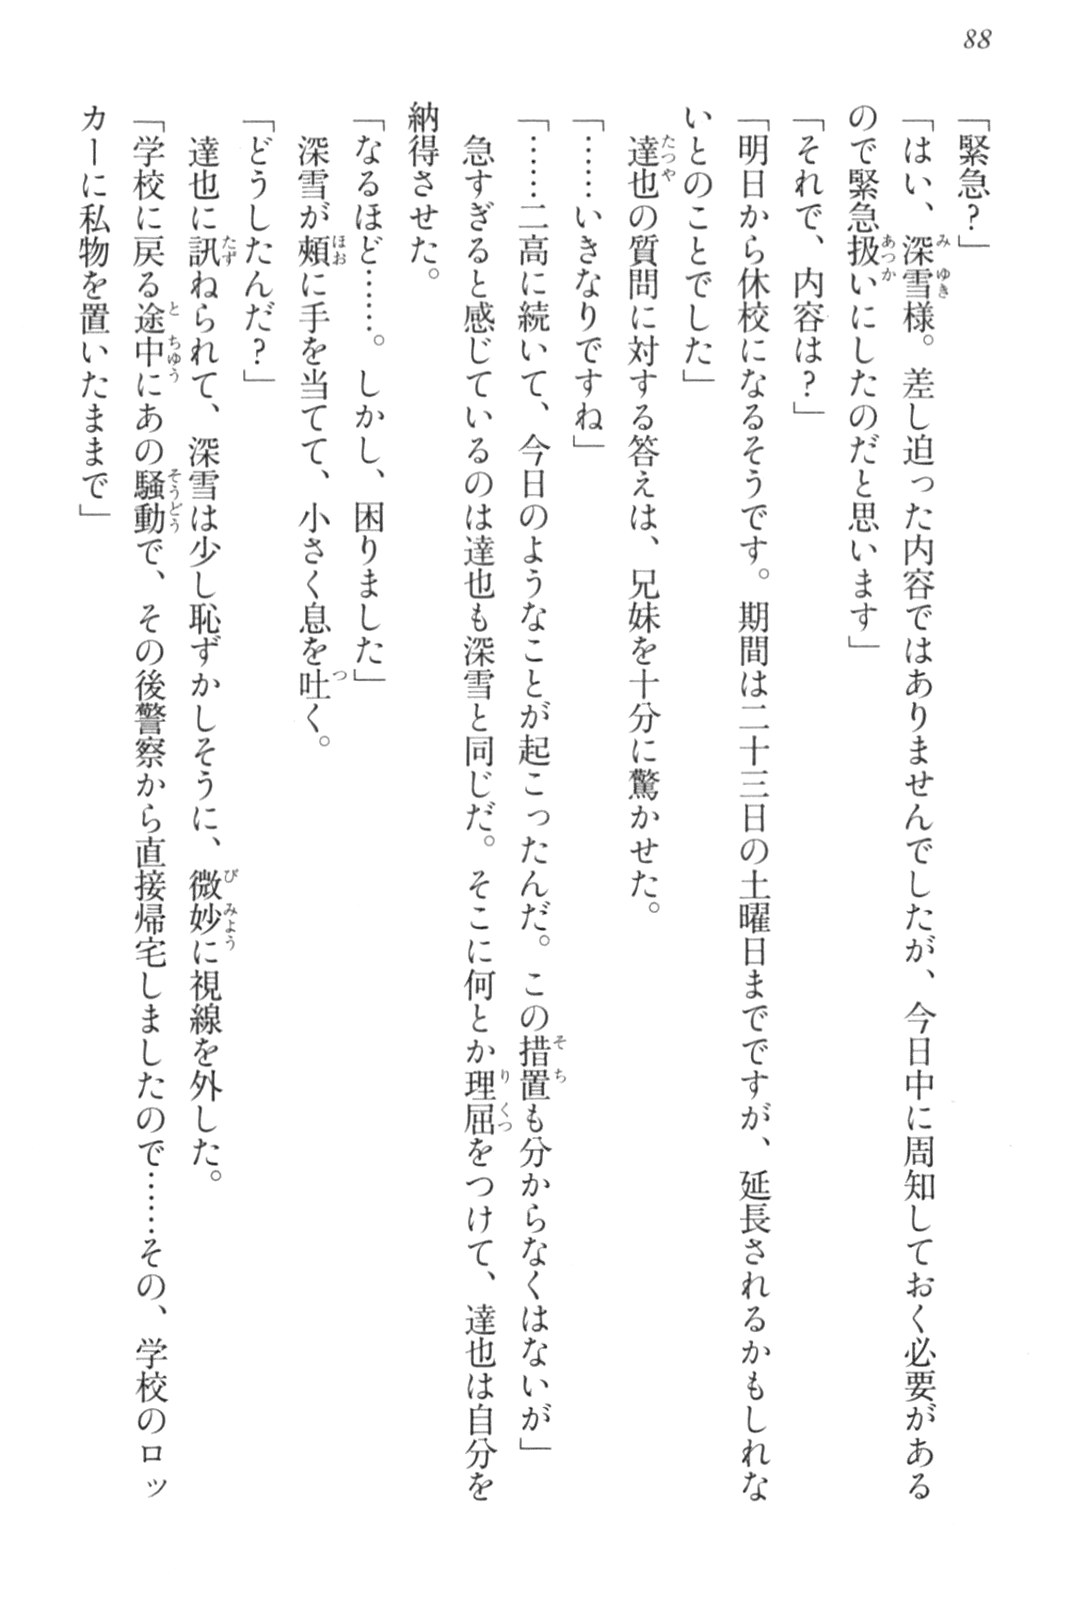 88
「緊急？」
「はい、深雪様。差し迫った内容ではありませんでしたが、今日中に周知しておく必要がある
ので緊急扱いにしたのだと思います」
「それで、内容は？」
「明日から休校になるそうです。期間は二十三日の土曜日までですが、延長されるかもしれな
いとのことでした」
達也の質問に対する答えは、兄妹を十分に驚かせた。
「……いきなりですね」
「……二高に続いて、今日のようなことが起こったんだ。この措置も分からなくはないが」
急すぎると感じているのは達也も深雪と同じだ。そこに何とか理屈をつけて、達也は自分を
納得させた。
「なるほど……。しかし、困りました」
深雪が頰に手を当てて、小さく息を吐く。
「どうしたんだ？」
達也に訊ねられて、深雪は少し恥ずかしそうに、微妙に視線を外した。
「学校に戻る途中にあの騒動で、その後警察から直接帰宅しましたので……その、学校のロッ
カーに私物を置いたままで」